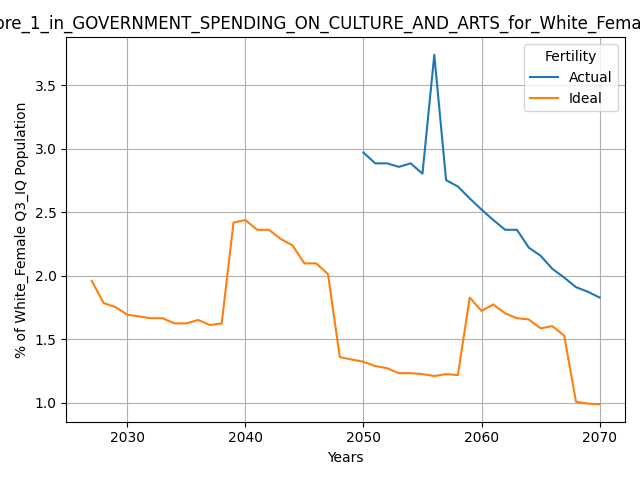 ore_1_in_GOVERNMENT_SPENDING_ON_CULTURE_AND_ARTS_for_White_Fema
Fertility
Actual
Ideal
3.5
3.0
2.5
2.0
1.5
1.0
% of White_Female Q3_IQ Population
2030
2040
2050
2060
2070
Years